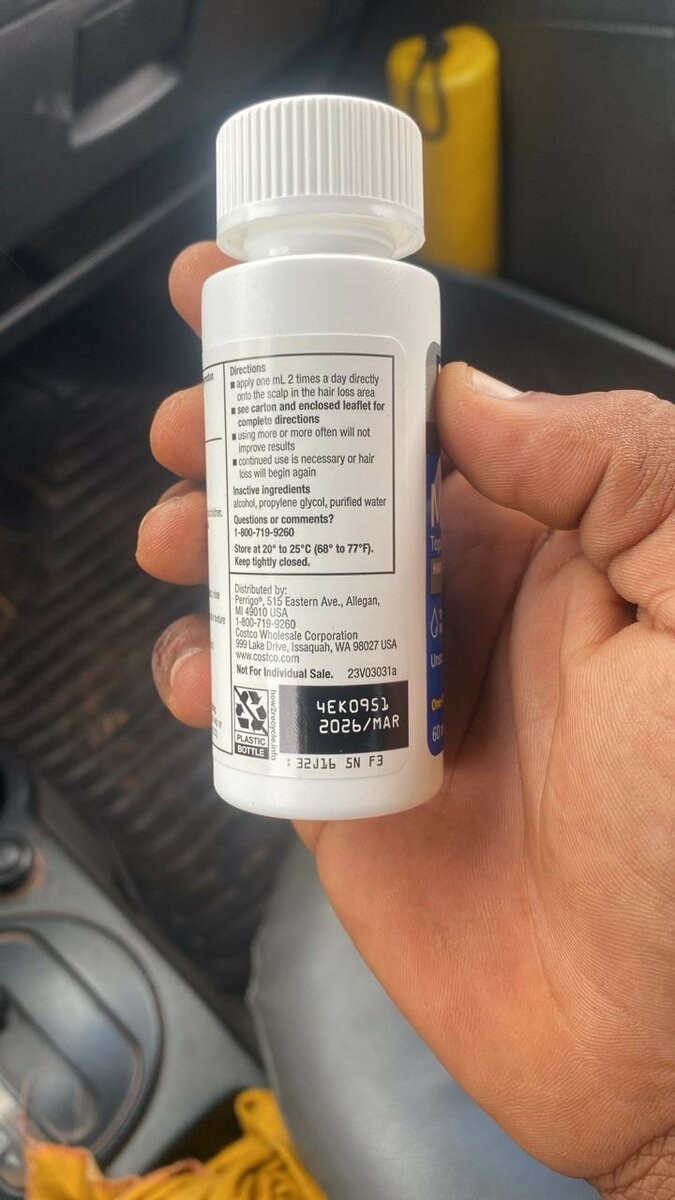 Directions
■ apply one mL 2 times a day directly
onto the scalp in the hair loss area
■ see carton and enclosed leaflet for
complete directions
■ using more or more often will not
improve results
■ continued use is necessary or hair
loss will begin again
Inactive ingredients
alcohol, propylene glycol, purified water
Questions or comments?
1-800-719-9260
Store at 20° to 25°C (68° to 77°F).
Keep tightly closed.
Distributed by:
Perrigo®, 515 Eastern Ave., Allegan,
MI 49010 USA
1-800-719-9260
Costco Wholesale Corporation
999 Lake Drive, Issaquah, WA 98027 USA
www.costco.com
Not For Individual Sale. 23V03031a
PLASTIC
BOTTLE
how2recycle.info
4EK0951
2026/MAR
: 32J16 5N F3